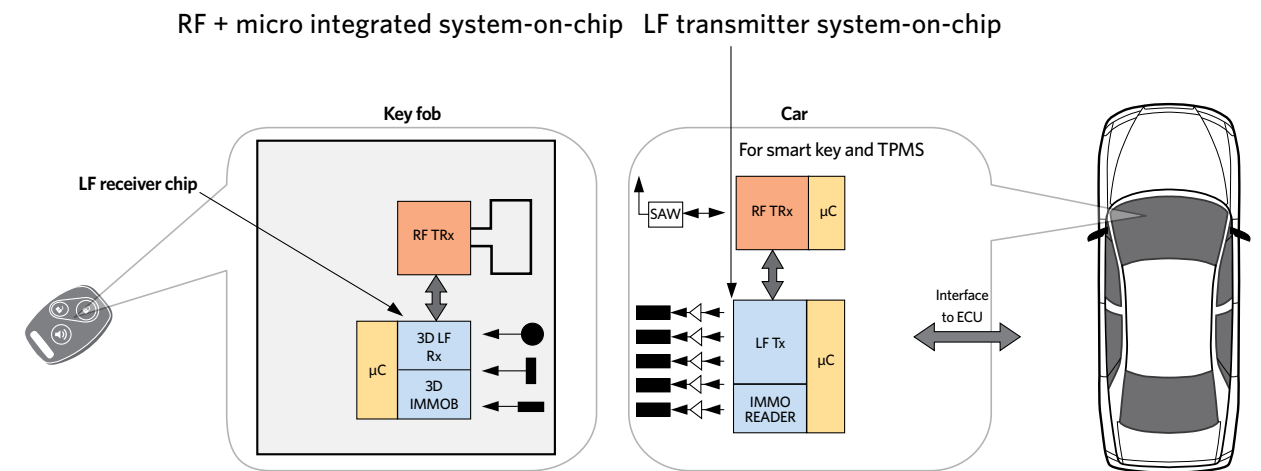 RF + micro integrated system-on-chip
LF transmitter system-on-chip
Key fob
Car
For smart key and TPMS
LF receiver chip
SAW
RF TRx
µC
RF TRx
Interface
to ECU
µC
3D LF
Rx
3D
IMMOB
LF Tx
µC
IMMO
READER